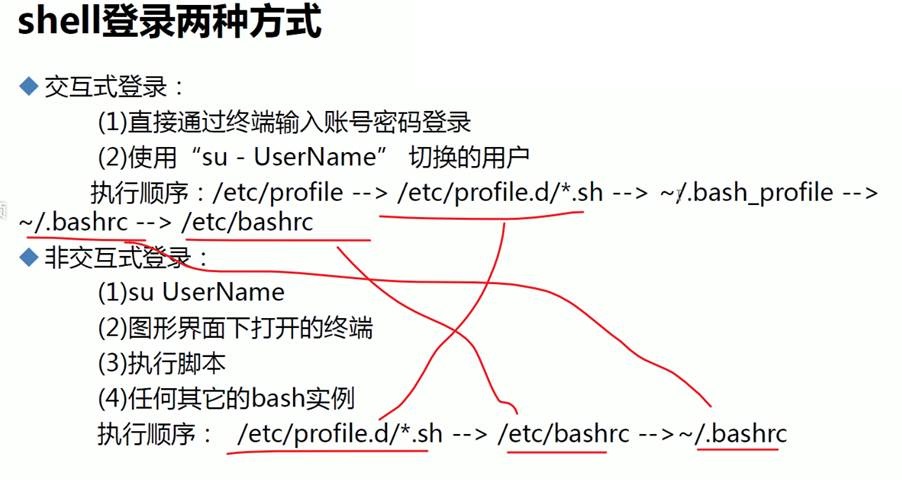 shell登录两种方式
交互式登录：
(1)直接通过终端输入账号密码登录
(2)使用“su - UserName” 切换的用户
执行顺序：/etc/profile --> /etc/profile.d/*.sh --> ~/.bash_profile -->
~/.bashrc --> /etc/bashrc
非交互式登录：
(1)su UserName
(2)图形界面下打开的终端
(3)执行脚本
(4)任何其它的bash实例
执行顺序： /etc/profile.d/*.sh --> /etc/bashrc -->~/.bashrc